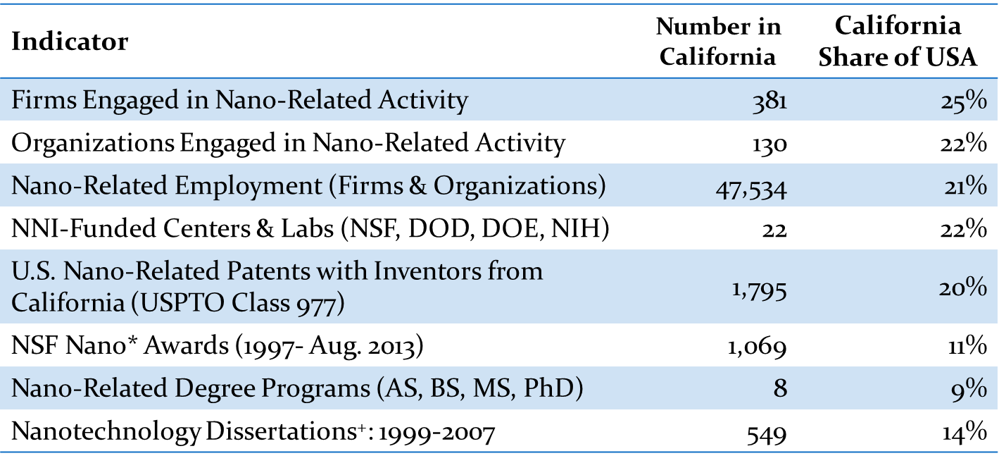 Indicator Number in California California Share of USA
Firms Engaged in Nano-Related Activity 381 25%
Organizations Engaged in Nano-Related Activity 130 22%
Nano-Related Employment (Firms & Organizations) 47,534 21%
NNI-Funded Centers & Labs (NSF, DOD, DOE, NIH) 22 22%
U.S. Nano-Related Patents with Inventors from
California (USPTO Class 977) 1,795 20%
NSF Nano* Awards (1997- Aug. 2013) 1,069 11%
Nano-Related Degree Programs (AS, BS, MS, PhD) 8 9%
Nanotechnology Dissertations⁺: 1999-2007 549 14%